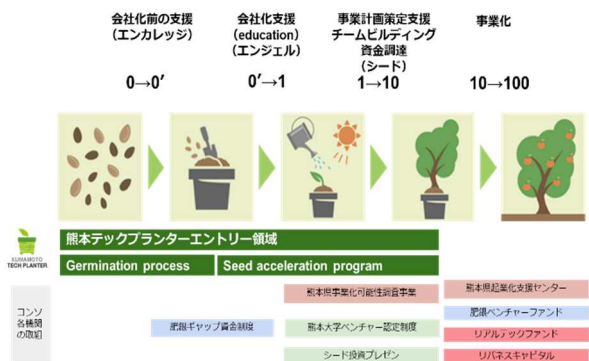 会社化前の支援
(エンカレッジ)
0→0′
会社化支援
(education)
(エンジェル)
0′→1
事業計画策定支援
チームビルディング
資金調達
(シード)
1→10
事業化
10→100
KUMAMOTO
TECH PLANTER
熊本テックプランターエントリー領域
Germination process
Seed acceleration program
コンソ
各機関
の取組
熊本県事業化可能性調査事業
熊本県起業化支援センター
肥銀ギャップ資金制度
熊本大学ベンチャー認定制度
肥銀ベンチャーファンド
リアルテックファンド
シード投資プレゼン
リバネスキャピタル